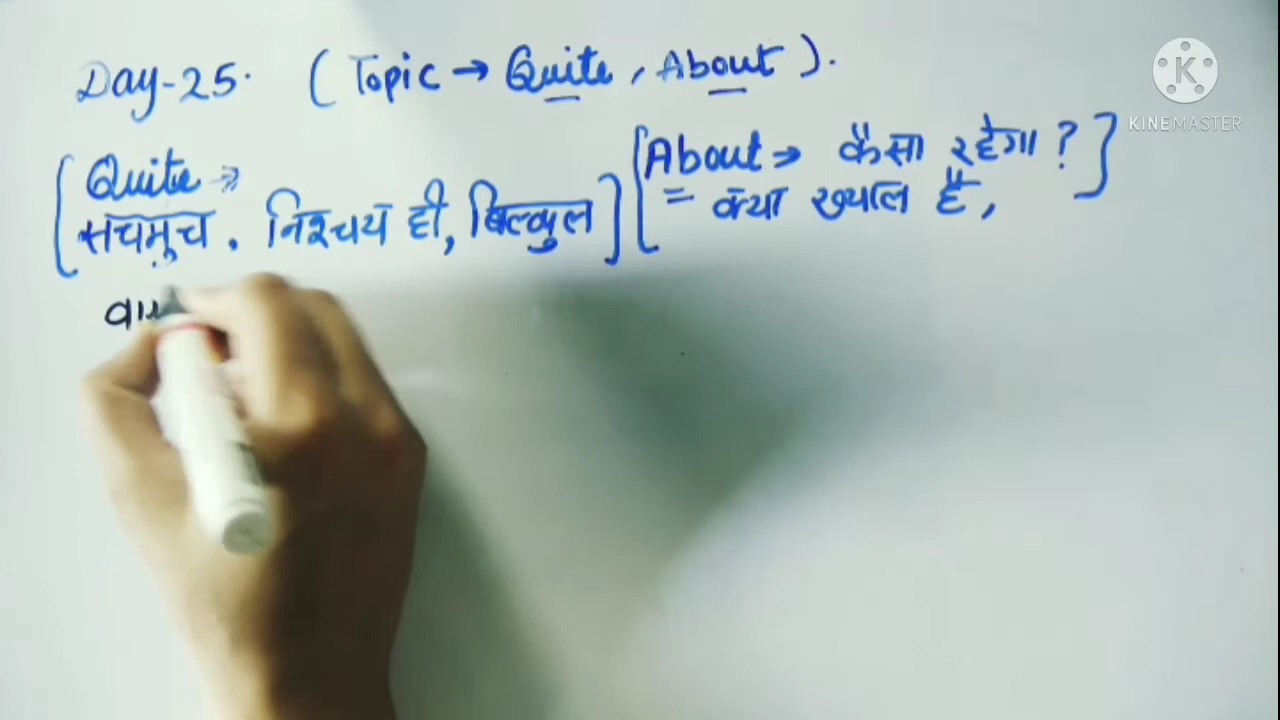 Day-25. ( Topic → Quite, About ).
KINEMASTER
[ Quite →
सचमुच. निश्चय ही, बिल्कुल ]
[ About → कैसा रहेगा ? ]
= क्या ख्याल है,